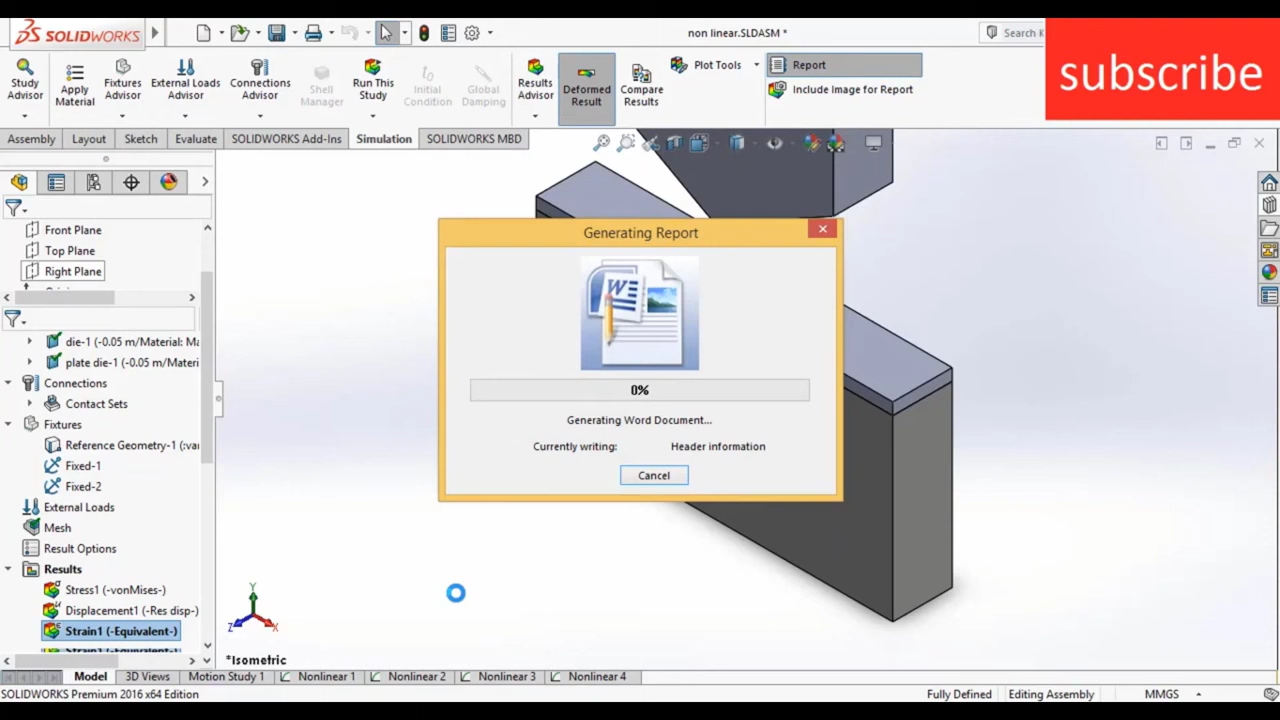 SOLIDWORKS
non linear.SLDASM *
Search K
subscribe
Study Advisor
Apply Material
Fixtures Advisor
External Loads Advisor
Connections Advisor
Shell Manager
Run This Study
Initial Condition
Global Damping
Results Advisor
Deformed Result
Compare Results
Plot Tools
Report
Include Image for Report
Assembly Layout Sketch Evaluate SOLIDWORKS Add-Ins Simulation SOLIDWORKS MBD
Front Plane
Top Plane
Right Plane
die-1 (-0.05 m/Material: Ma
plate die-1 (-0.05 m/Materi
Connections
Contact Sets
Fixtures
Reference Geometry-1 (:var
Fixed-1
Fixed-2
External Loads
Mesh
Result Options
Results
Stress1 (-vonMises-)
Displacement1 (-Res disp-)
Strain1 (-Equivalent-)
Strain1 (-Equivalent-)
Generating Report
W
0%
Generating Word Document...
Currently writing: Header information
Cancel
Y
Z X
*Isometric
Model 3D Views Motion Study 1 Nonlinear 1 Nonlinear 2 Nonlinear 3 Nonlinear 4
SOLIDWORKS Premium 2016 x64 Edition
Fully Defined Editing Assembly MMGS